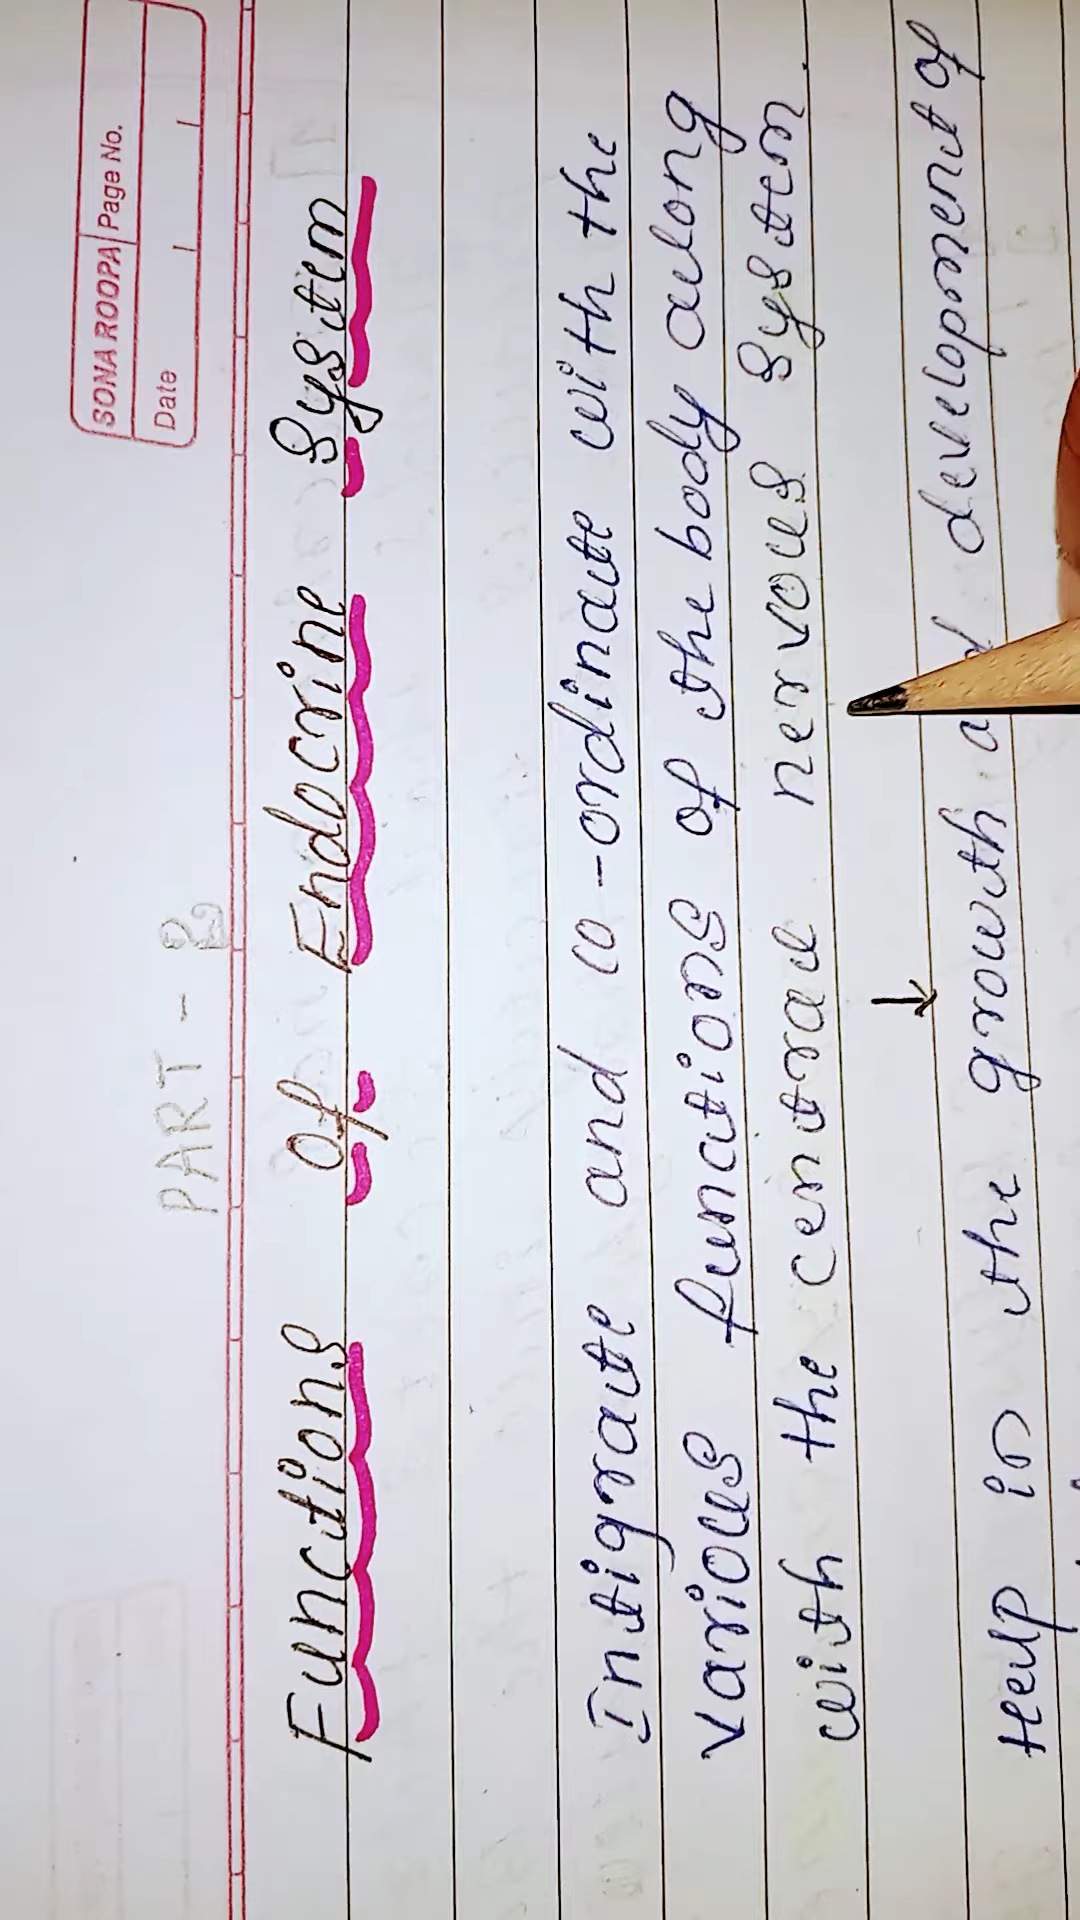 SONA ROOPA Page No.
Date
PART - 2
Functions of Endocrine System
Intigrate and co-ordinate with the
various functions of the body along
with the central nervous system.
↓
Help in the growth development of